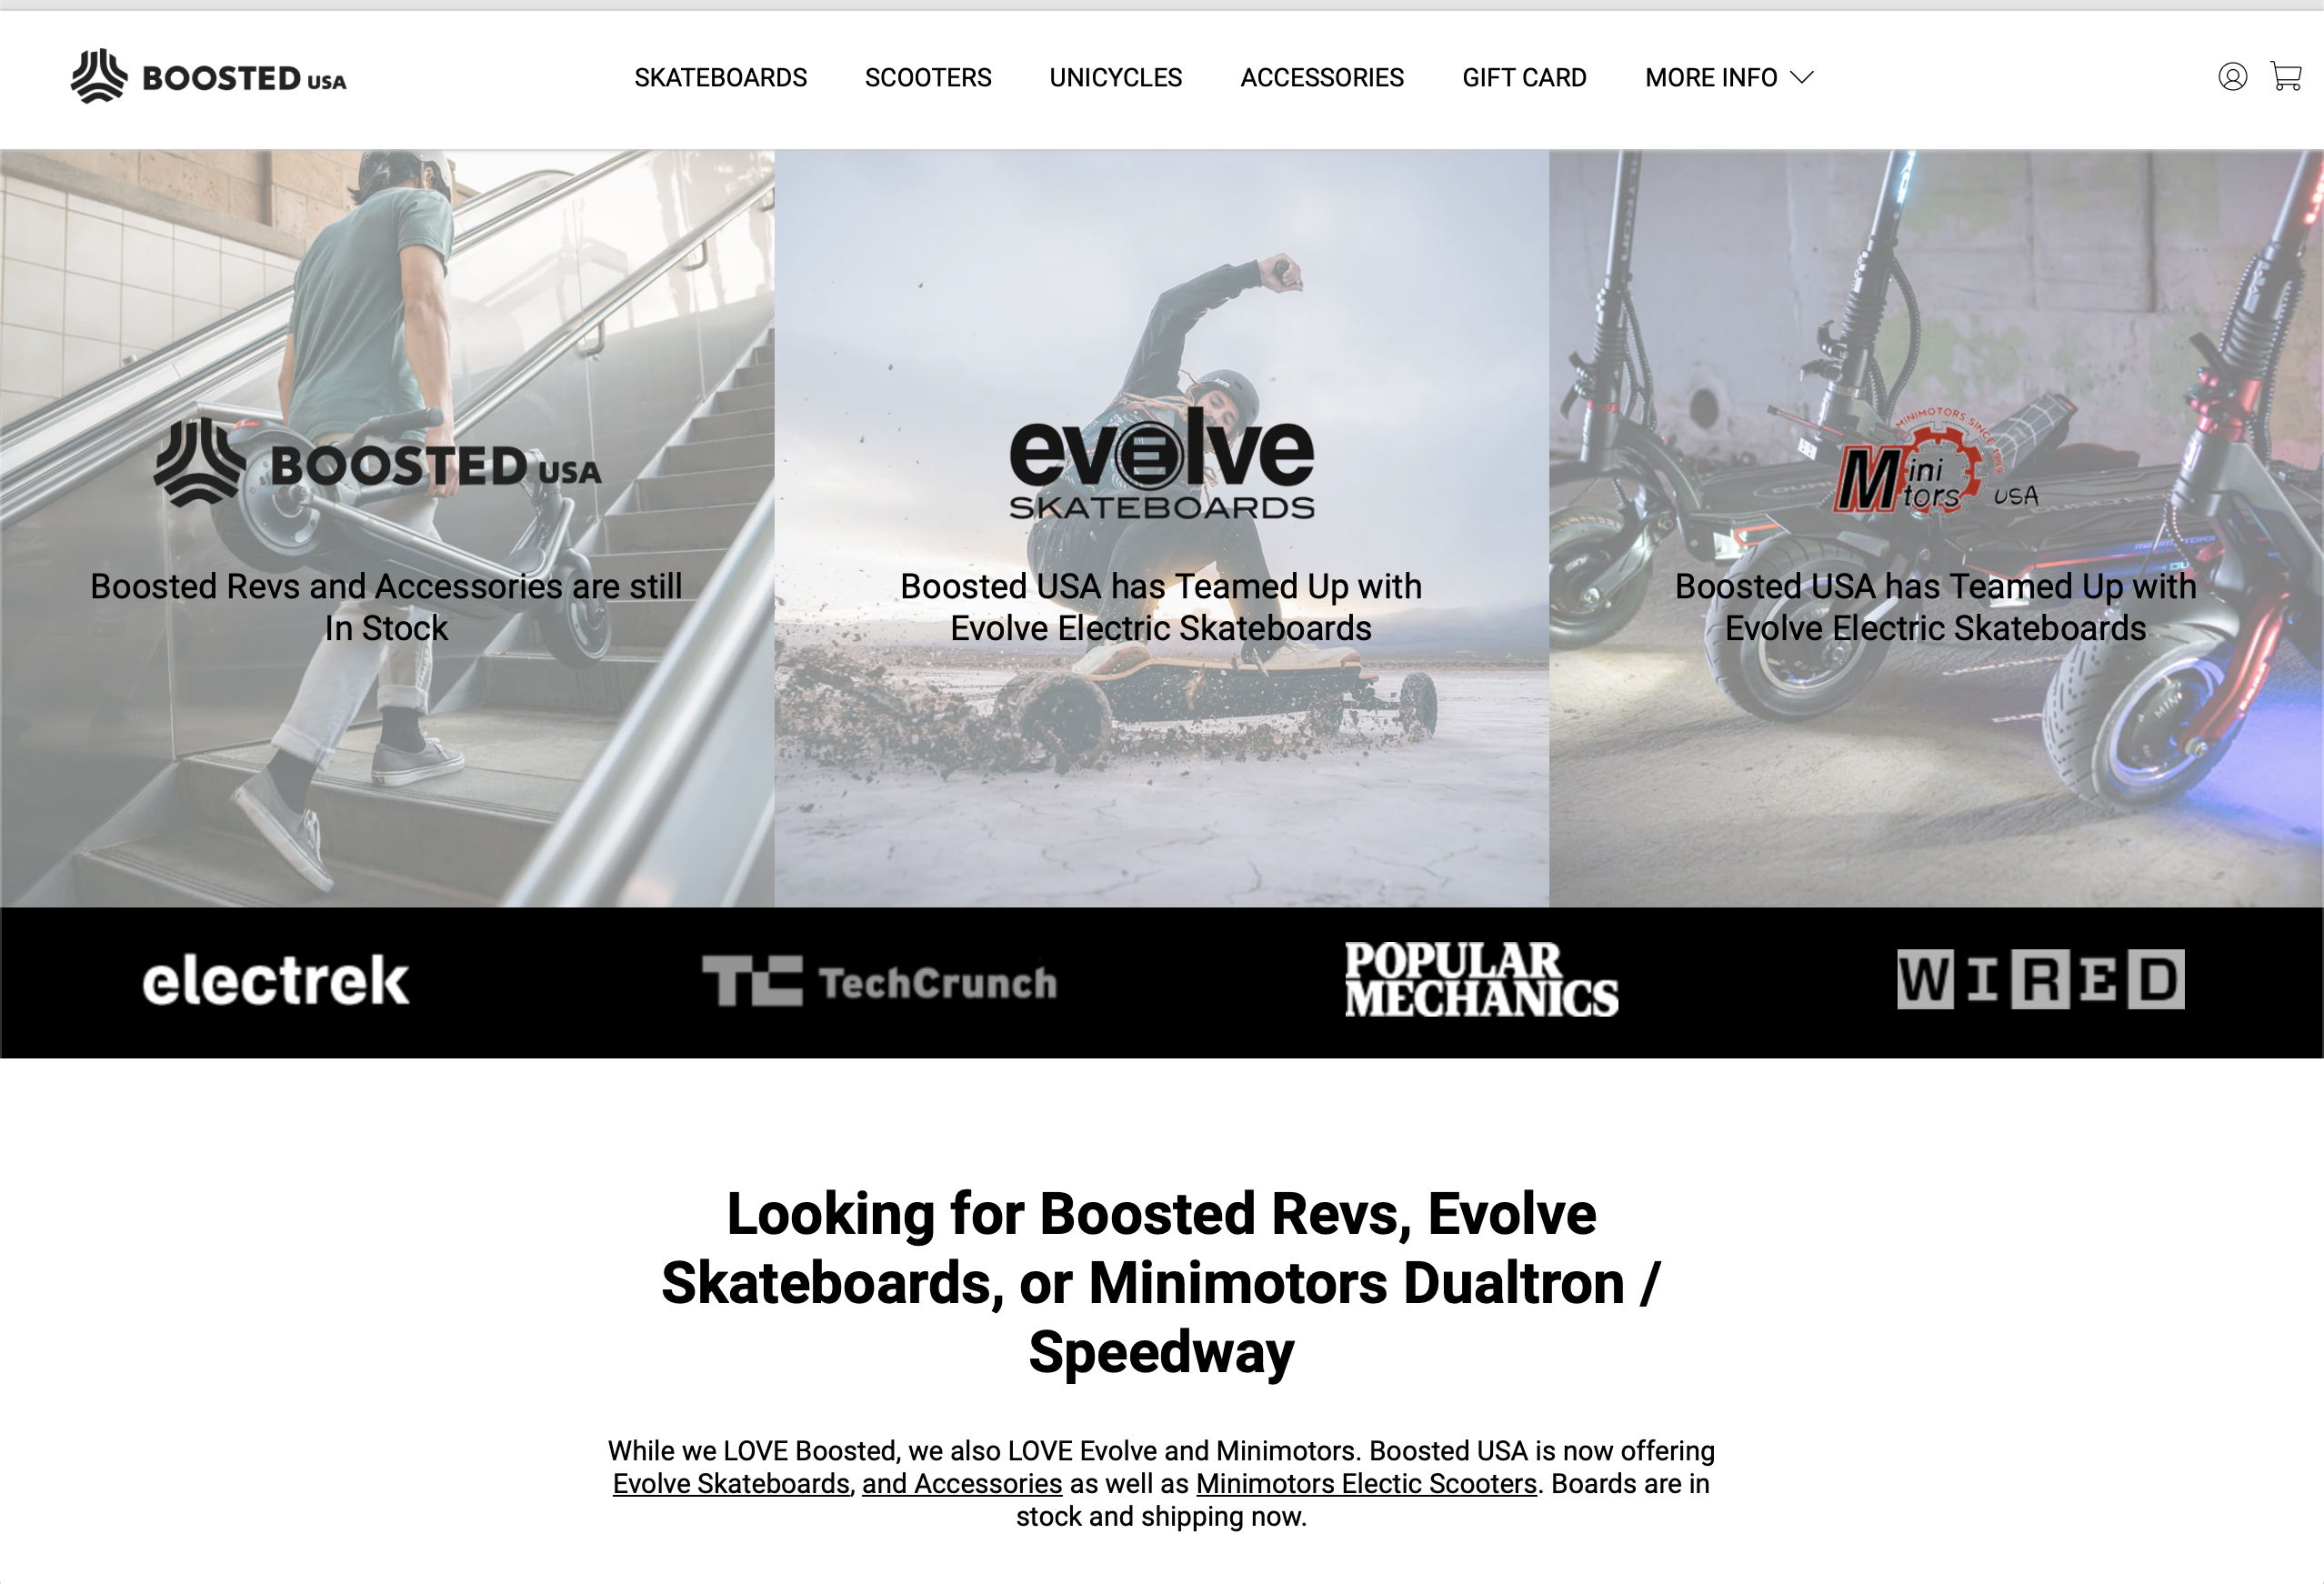 BOOSTED USA
SKATEBOARDS
SCOOTERS
UNICYCLES
ACCESSORIES
GIFT CARD
MORE INFO
BOOSTED USA
Boosted Revs and Accessories are still
In Stock
evolve
SKATEBOARDS
Boosted USA has Teamed Up with
Evolve Electric Skateboards
MINIMOTORS SINCE
Mini
tors USA
Boosted USA has Teamed Up with
Evolve Electric Skateboards
electrek
TC TechCrunch
POPULAR
MECHANICS
WIRED
Looking for Boosted Revs, Evolve
Skateboards, or Minimotors Dualtron /
Speedway
While we LOVE Boosted, we also LOVE Evolve and Minimotors. Boosted USA is now offering
Evolve Skateboards, and Accessories as well as Minimotors Electic Scooters. Boards are in
stock and shipping now.